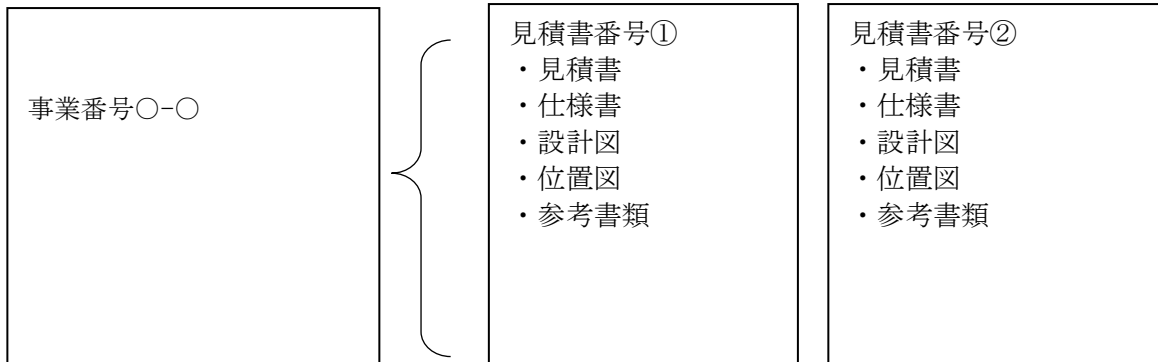 事業番号○-○
見積書番号①
・見積書
・仕様書
・設計図
・位置図
・参考書類
見積書番号②
・見積書
・仕様書
・設計図
・位置図
・参考書類